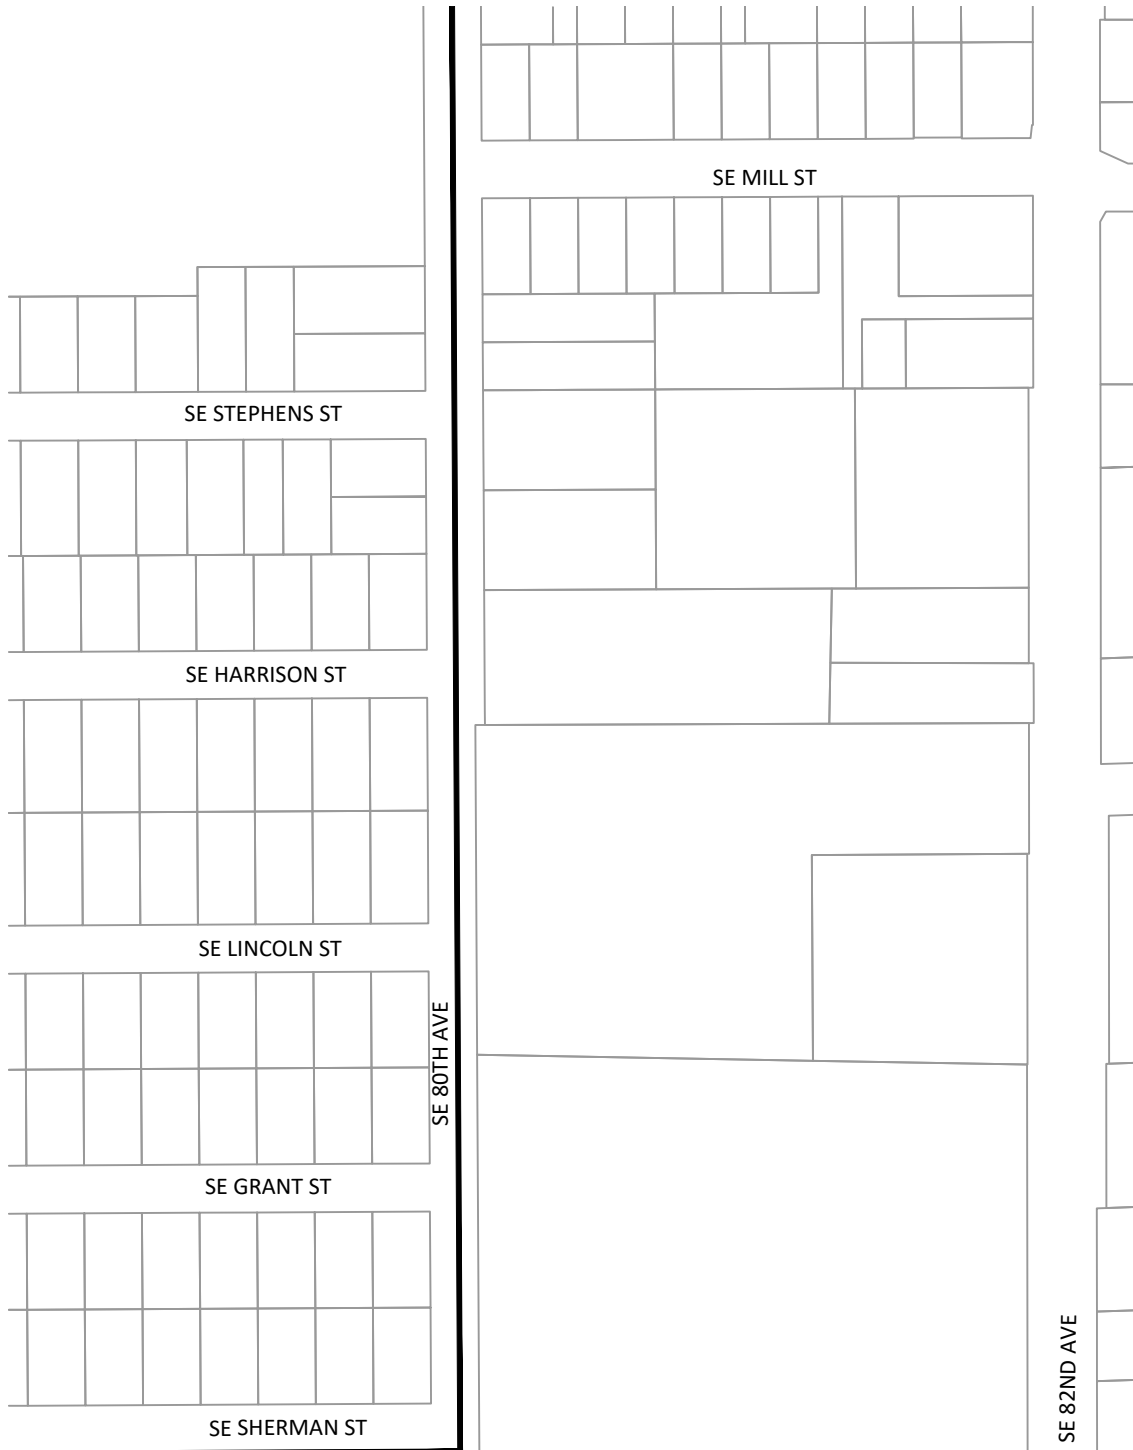 SE MILL ST
SE STEPHENS ST
SE HARRISON ST
SE LINCOLN ST
SE 80TH AVE
SE GRANT ST
SE 82ND AVE
SE SHERMAN ST